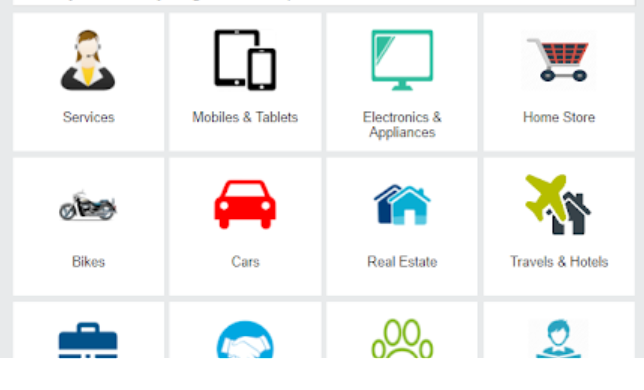 Services
Mobiles & Tablets
Electronics &
Appliances
Home Store
Bikes
Cars
Real Estate
Travels & Hotels